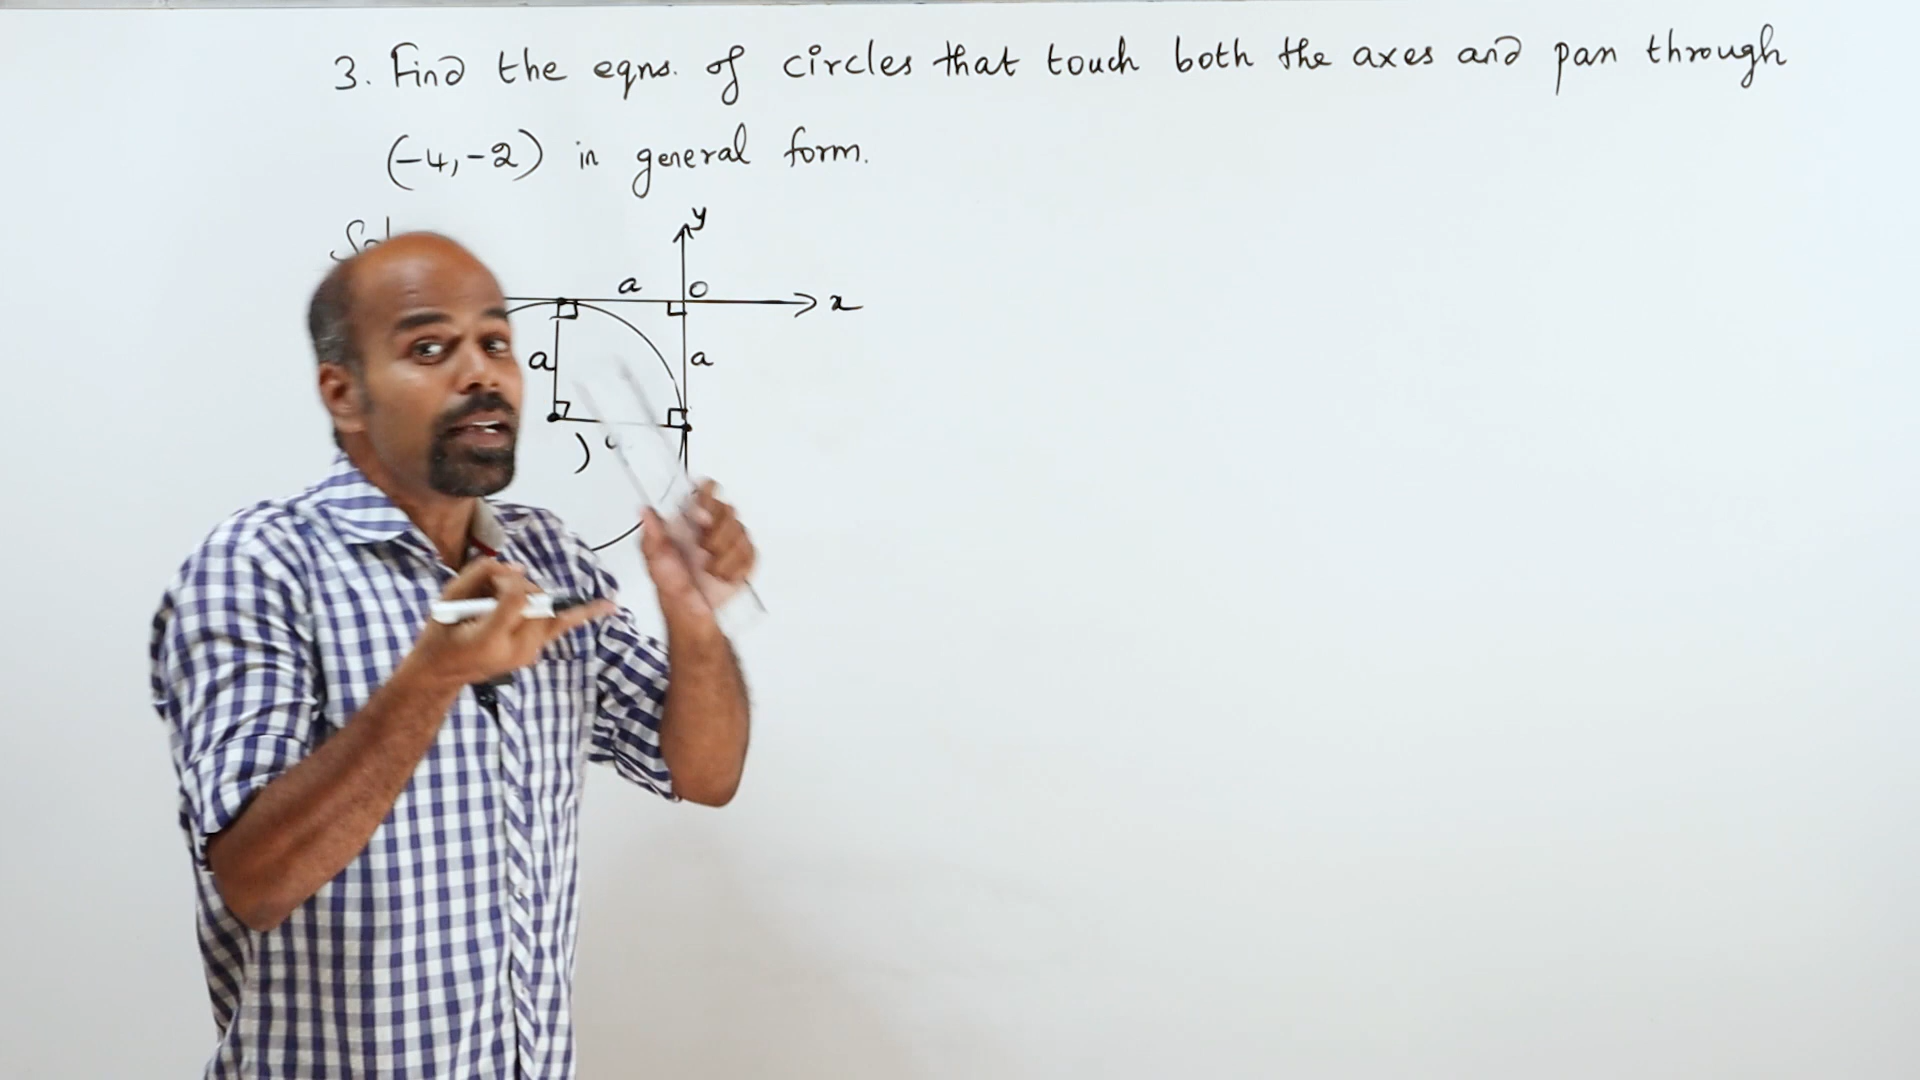 3. Find the eqns. of circles that touch both the axes and pass through
(-4,-2) in general form.
y
a
0
x
a
a